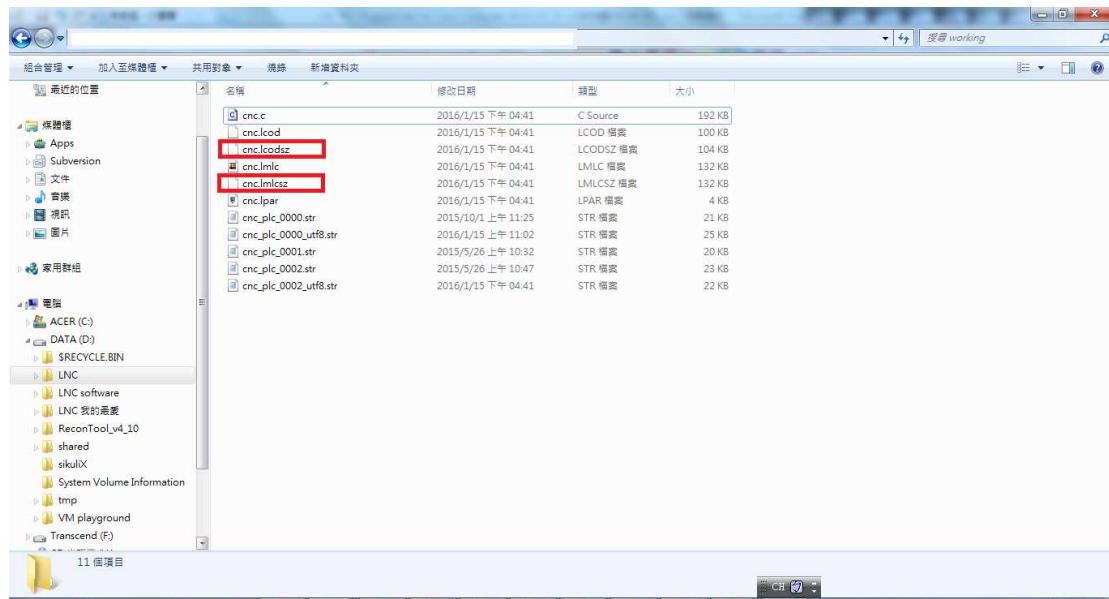 搜尋 working
組合管理 ▼ 加入至媒體櫃 ▼ 共用對象 ▼ 燒錄 新增資料夾
最近的位置
媒體櫃
Apps
Subversion
文件
音樂
視訊
圖片
家用群組
電腦
ACER (C:)
DATA (D:)
$RECYCLE.BIN
LNC
LNC software
LNC 我的最愛
ReconTool_v4_10
shared
sikuliX
System Volume Information
tmp
VM playground
Transcend (F:)
名稱 修改日期 類型 大小
cnc.c 2016/1/15 下午 04:41 C Source 192 KB
cnc.lcod 2016/1/15 下午 04:41 LCOD 檔案 100 KB
cnc.lcodsz 2016/1/15 下午 04:41 LCODSZ 檔案 104 KB
cnc.lmlc 2016/1/15 下午 04:41 LMLC 檔案 132 KB
cnc.lmlcsz 2016/1/15 下午 04:41 LMLCSZ 檔案 132 KB
cnc.lpar 2016/1/15 下午 04:41 LPAR 檔案 4 KB
cnc_plc_0000.str 2015/10/1 上午 11:25 STR 檔案 21 KB
cnc_plc_0000_utf8.str 2016/1/15 上午 11:02 STR 檔案 25 KB
cnc_plc_0001.str 2015/5/26 上午 10:32 STR 檔案 20 KB
cnc_plc_0002.str 2015/5/26 上午 10:47 STR 檔案 23 KB
cnc_plc_0002_utf8.str 2016/1/15 下午 04:41 STR 檔案 22 KB
11 個項目
CH